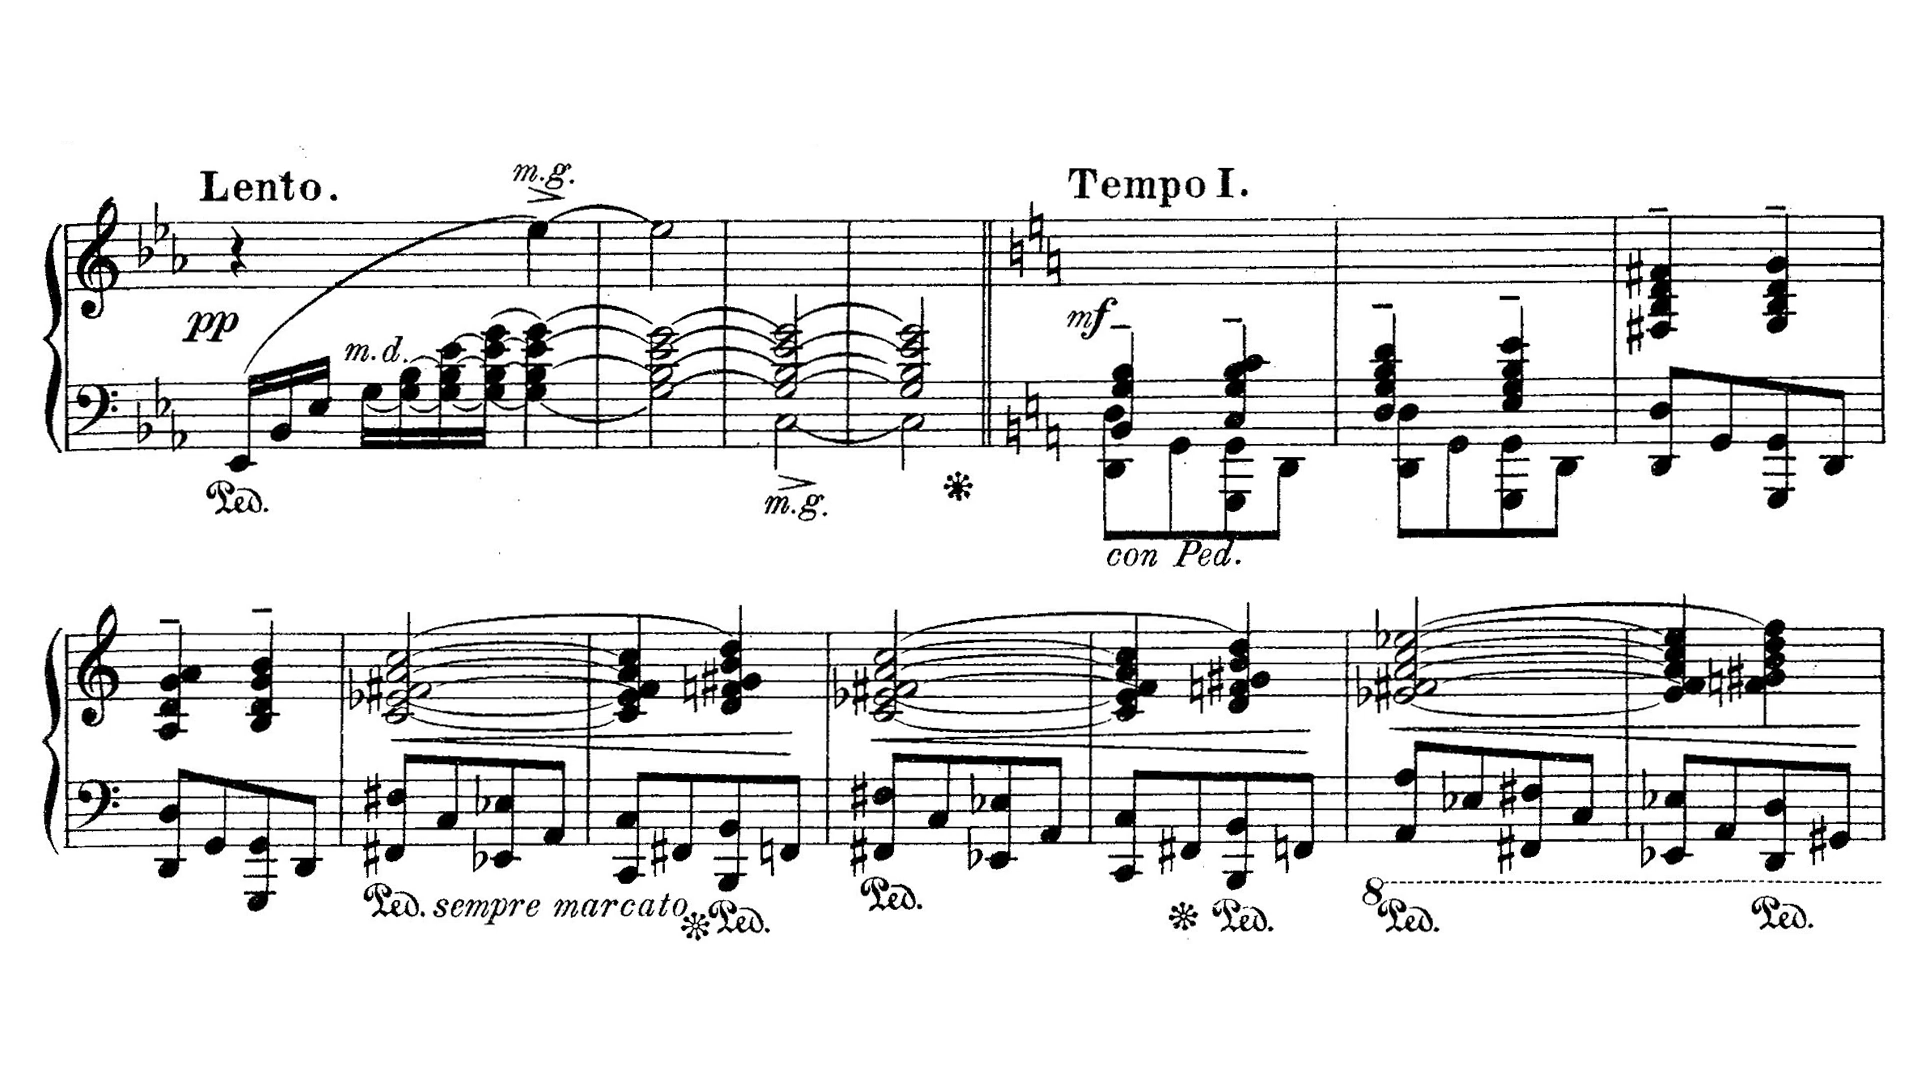 Lento.
m.g.
Tempo I.
pp
m.d.
mf
Ped.
m.g.
con Ped.
Ped. sempre marcato
Ped.
Ped.
Ped.
8
Ped.
Ped.